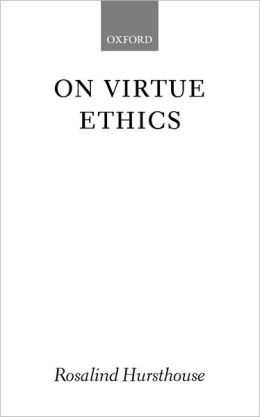 OXFORD
ON VIRTUE
ETHICS
Rosalind Hursthouse